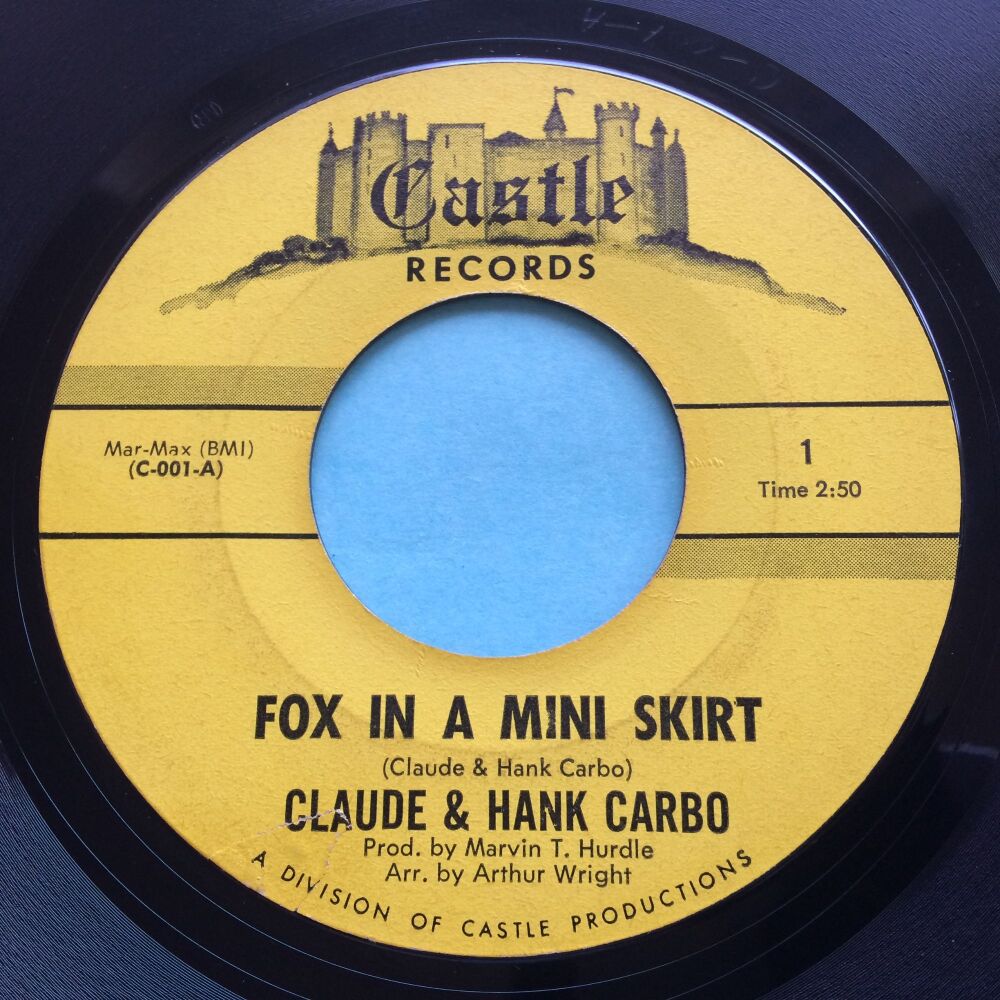 Castle
RECORDS
Mar-Max (BMI)
(C-001-A)
1
Time 2:50
FOX IN A MINI SKIRT
(Claude & Hank Carbo)
CLAUDE & HANK CARBO
Prod. by Marvin T. Hurdle
Arr. by Arthur Wright
A DIVISION OF CASTLE PRODUCTIONS